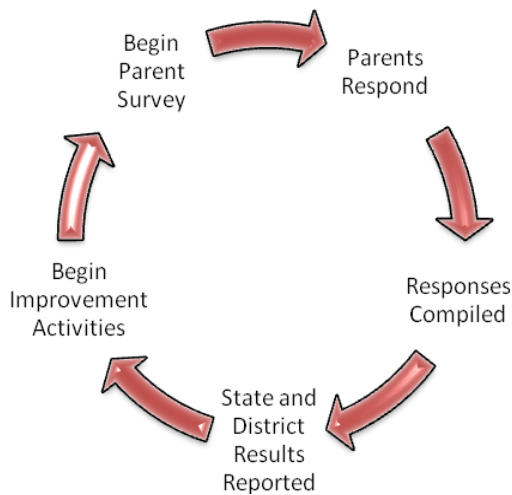 Begin
Parent
Survey
Parents
Respond
Responses
Compiled
State and
District
Results
Reported
Begin
Improvement
Activities